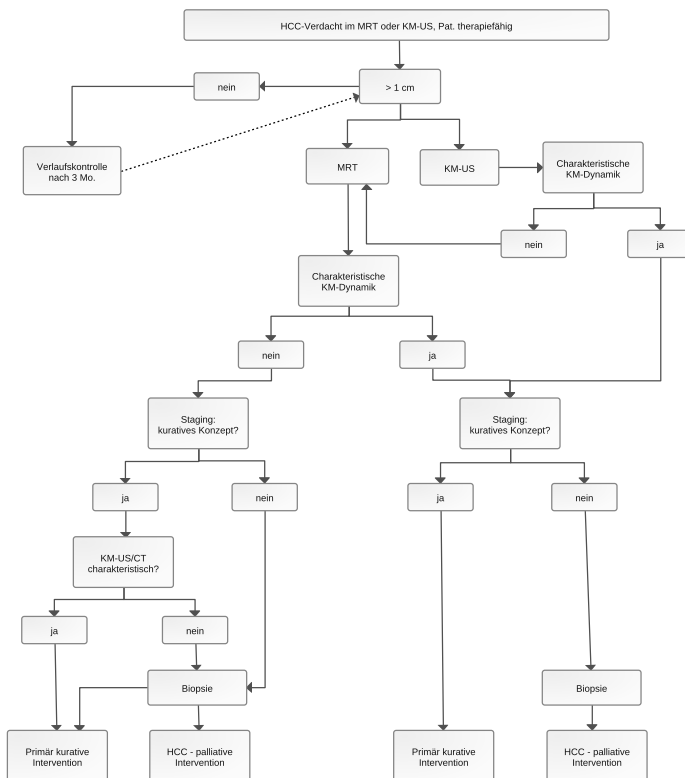 HCC-Verdacht im MRT oder KM-US, Pat. therapiefähig
nein
> 1 cm
Verlaufskontrolle
nach 3 Mo.
MRT
KM-US
Charakteristische
KM-Dynamik
nein
ja
Charakteristische
KM-Dynamik
nein
ja
Staging:
kuratives Konzept?
Staging:
kuratives Konzept?
ja
nein
ja
nein
KM-US/CT
charakteristisch?
ja
nein
Biopsie
Biopsie
Primär kurative
Intervention
HCC - palliative
Intervention
Primär kurative
Intervention
HCC - palliative
Intervention